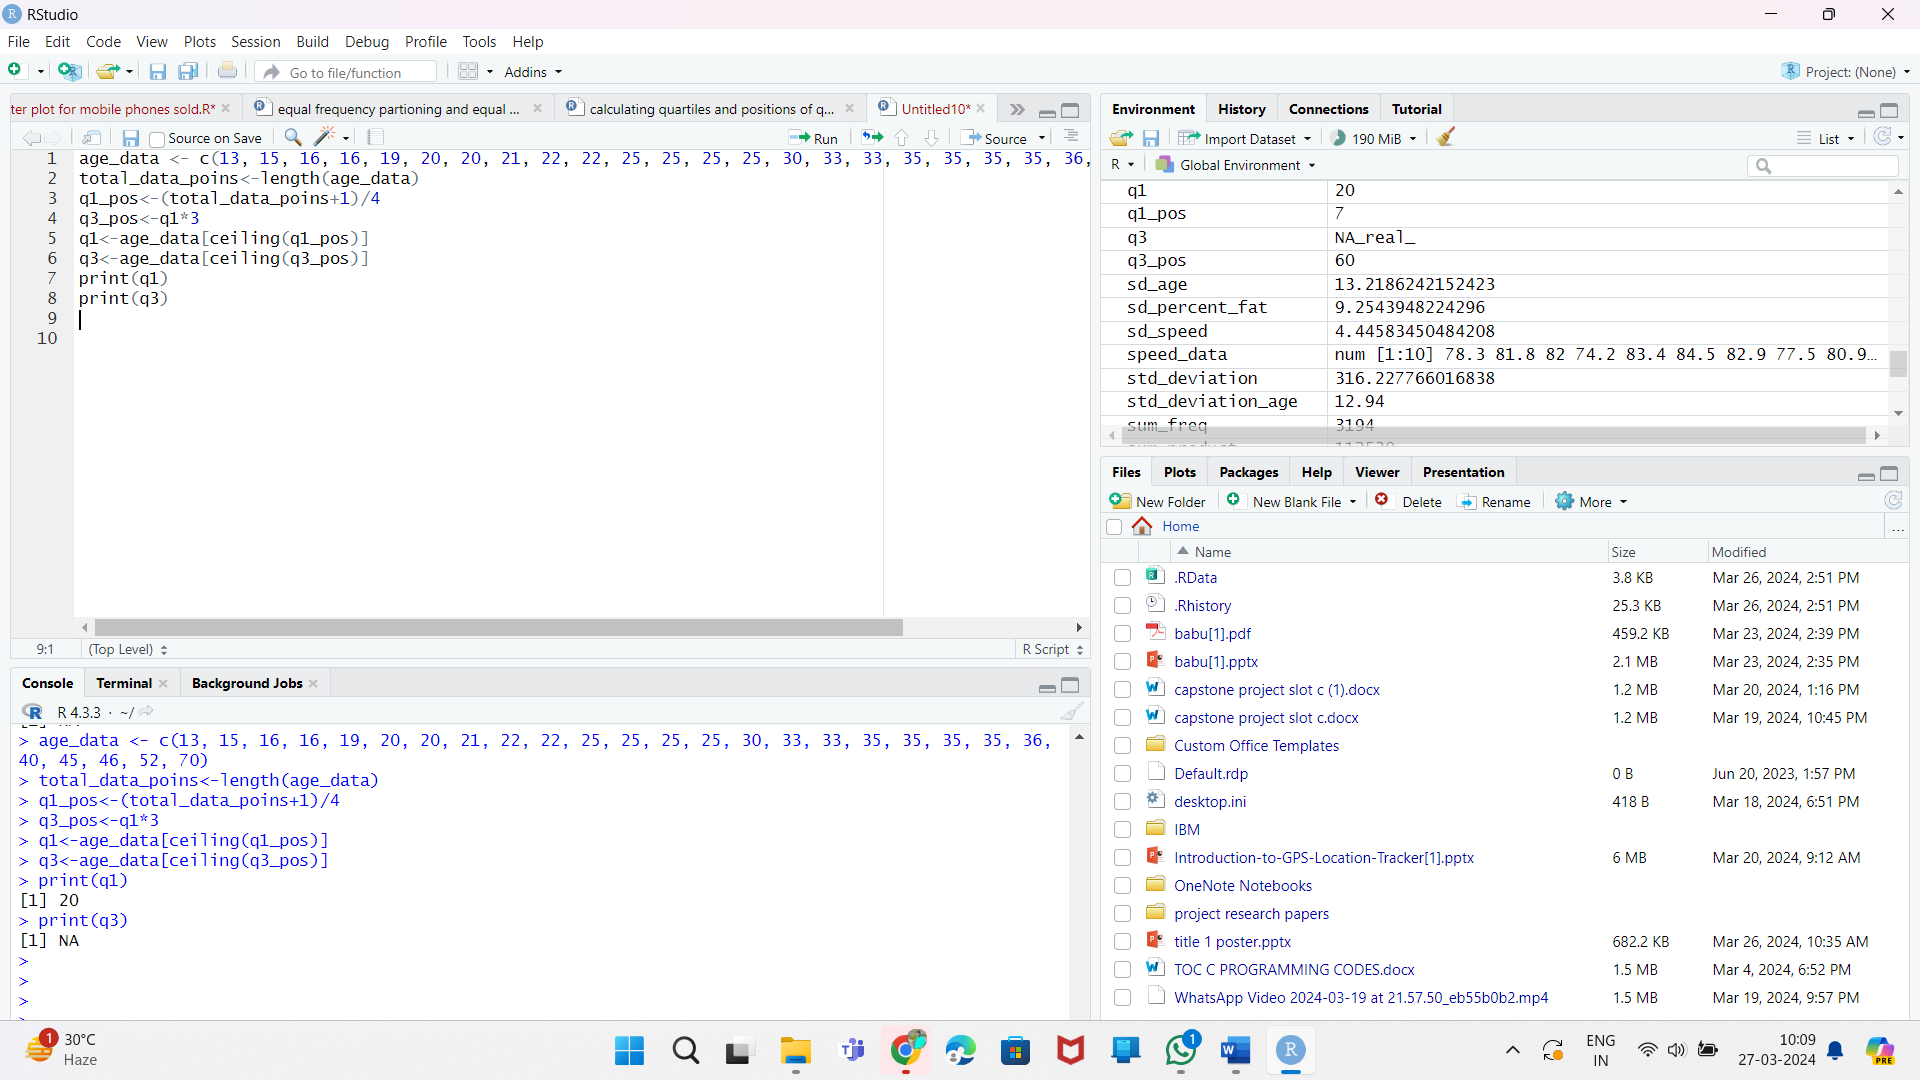 RStudio
File Edit Code View Plots Session Build Debug Profile Tools Help
Go to file/function Addins Project: (None)
ter plot for mobile phones sold.R* equal frequency partioning and equal ... calculating quartiles and positions of q... Untitled10*
Source on Save Run Source
1 age_data <- c(13, 15, 16, 16, 19, 20, 20, 21, 22, 22, 25, 25, 25, 25, 30, 33, 33, 35, 35, 35, 35, 36,
2 total_data_poins<-length(age_data)
3 q1_pos<-(total_data_poins+1)/4
4 q3_pos<-q1*3
5 q1<-age_data[ceiling(q1_pos)]
6 q3<-age_data[ceiling(q3_pos)]
7 print(q1)
8 print(q3)
9
10
9:1 (Top Level) R Script
Console Terminal Background Jobs
R 4.3.3 · ~/
> age_data <- c(13, 15, 16, 16, 19, 20, 20, 21, 22, 22, 25, 25, 25, 25, 30, 33, 33, 35, 35, 35, 35, 36,
40, 45, 46, 52, 70)
> total_data_poins<-length(age_data)
> q1_pos<-(total_data_poins+1)/4
> q3_pos<-q1*3
> q1<-age_data[ceiling(q1_pos)]
> q3<-age_data[ceiling(q3_pos)]
> print(q1)
[1] 20
> print(q3)
[1] NA
>
>
>
Environment History Connections Tutorial
Import Dataset 190 MiB List
R Global Environment
q1 20
q1_pos 7
q3 NA_real_
q3_pos 60
sd_age 13.2186242152423
sd_percent_fat 9.2543948224296
sd_speed 4.44583450484208
speed_data num [1:10] 78.3 81.8 82 74.2 83.4 84.5 82.9 77.5 80.9...
std_deviation 316.227766016838
std_deviation_age 12.94
sum_freq 3194
Files Plots Packages Help Viewer Presentation
New Folder New Blank File Delete Rename More
Home ...
Name Size Modified
.RData 3.8 KB Mar 26, 2024, 2:51 PM
.Rhistory 25.3 KB Mar 26, 2024, 2:51 PM
babu[1].pdf 459.2 KB Mar 23, 2024, 2:39 PM
babu[1].pptx 2.1 MB Mar 23, 2024, 2:35 PM
capstone project slot c (1).docx 1.2 MB Mar 20, 2024, 1:16 PM
capstone project slot c.docx 1.2 MB Mar 19, 2024, 10:45 PM
Custom Office Templates
Default.rdp 0 B Jun 20, 2023, 1:57 PM
desktop.ini 418 B Mar 18, 2024, 6:51 PM
IBM
Introduction-to-GPS-Location-Tracker[1].pptx 6 MB Mar 20, 2024, 9:12 AM
OneNote Notebooks
project research papers
title 1 poster.pptx 682.2 KB Mar 26, 2024, 10:35 AM
TOC C PROGRAMMING CODES.docx 1.5 MB Mar 4, 2024, 6:52 PM
WhatsApp Video 2024-03-19 at 21.57.50_eb55b0b2.mp4 1.5 MB Mar 19, 2024, 9:57 PM
1 30°C
Haze
1
ENG
IN
10:09
27-03-2024
PRE